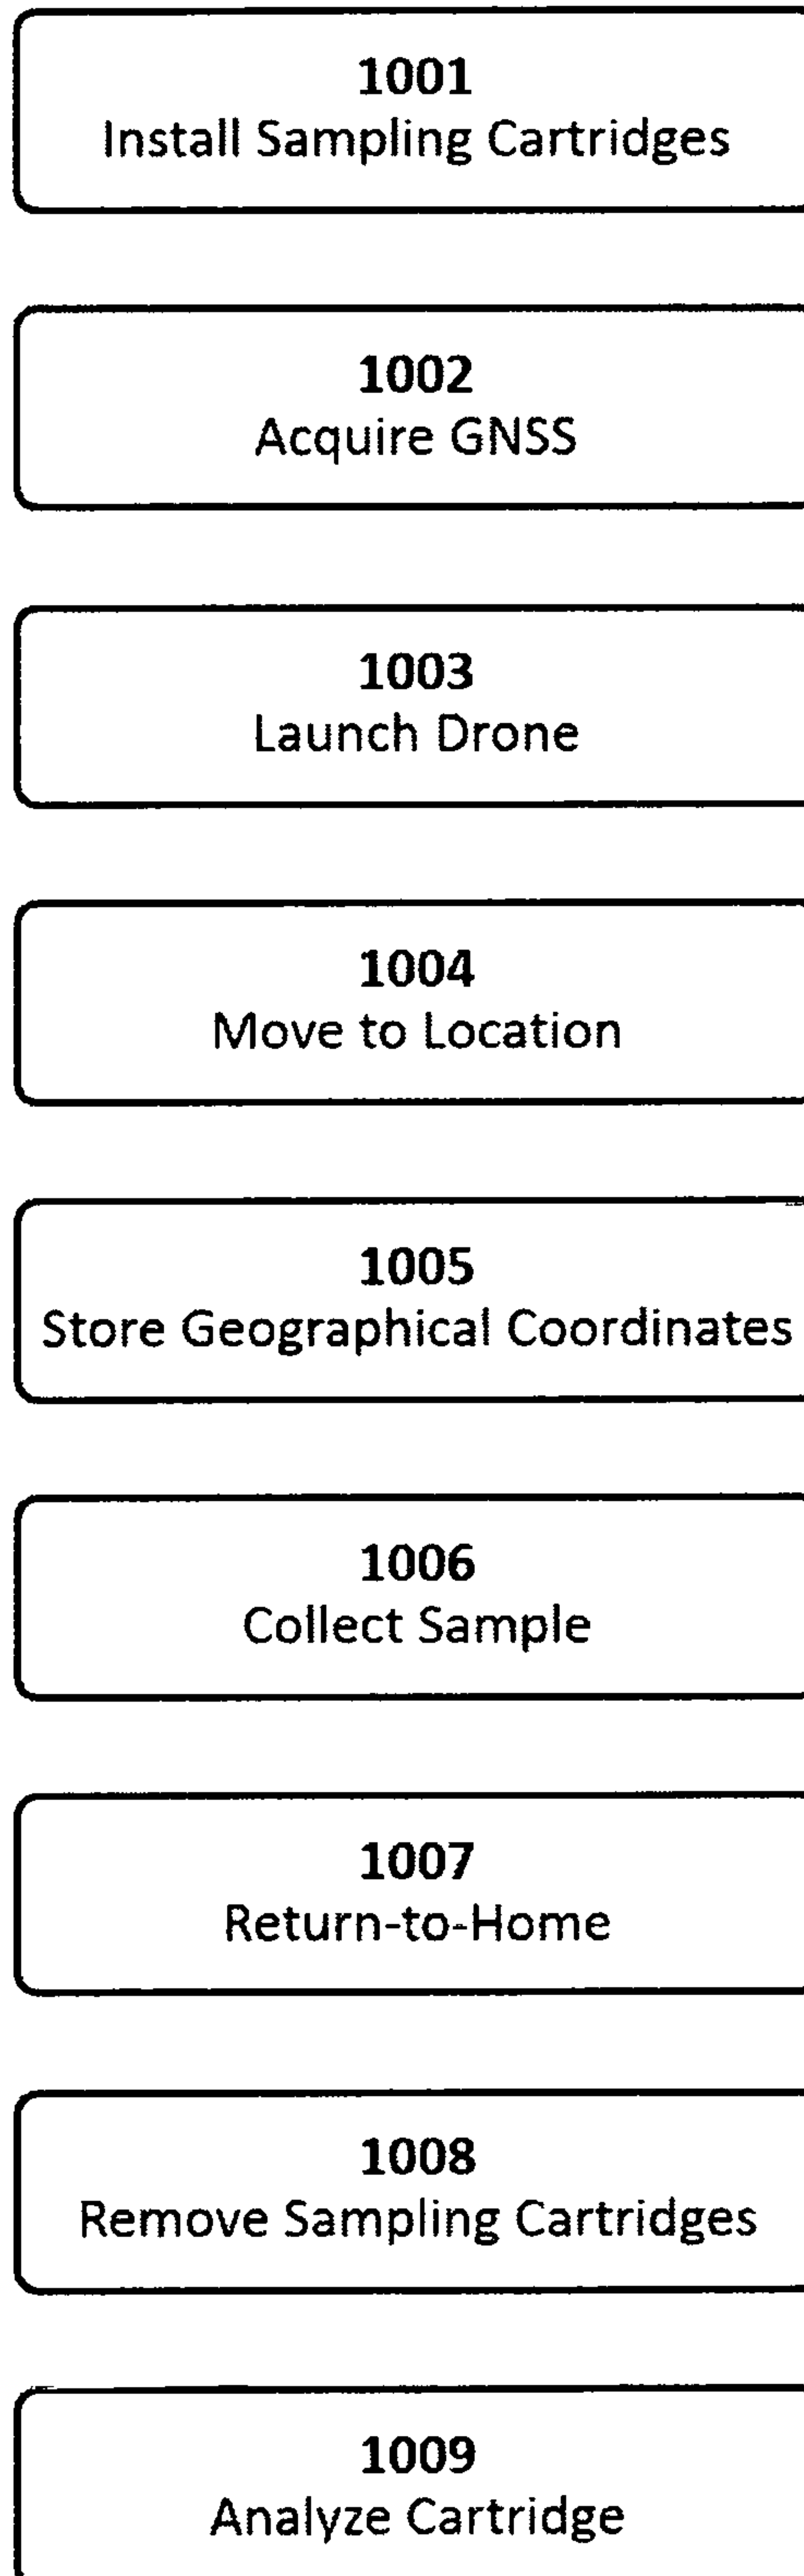 1001
Install Sampling Cartridges
1002
Acquire GNSS
1003
Launch Drone
1004
Move to Location
1005
Store Geographical Coordinates
1006
Collect Sample
1007
Return-to-Home
1008
Remove Sampling Cartridges
1009
Analyze Cartridge